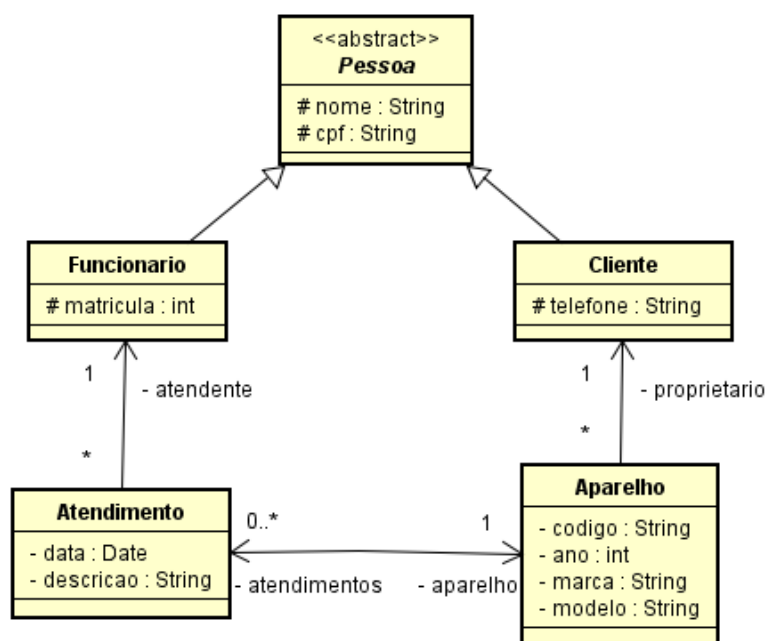 <<abstract>>
Pessoa
# nome : String
# cpf : String
Funcionario
# matricula : int
Cliente
# telefone : String
1
- atendente
*
1
- proprietario
*
Atendimento
- data : Date
- descricao : String
0..*
- atendimentos
1
- aparelho
Aparelho
- codigo : String
- ano : int
- marca : String
- modelo : String